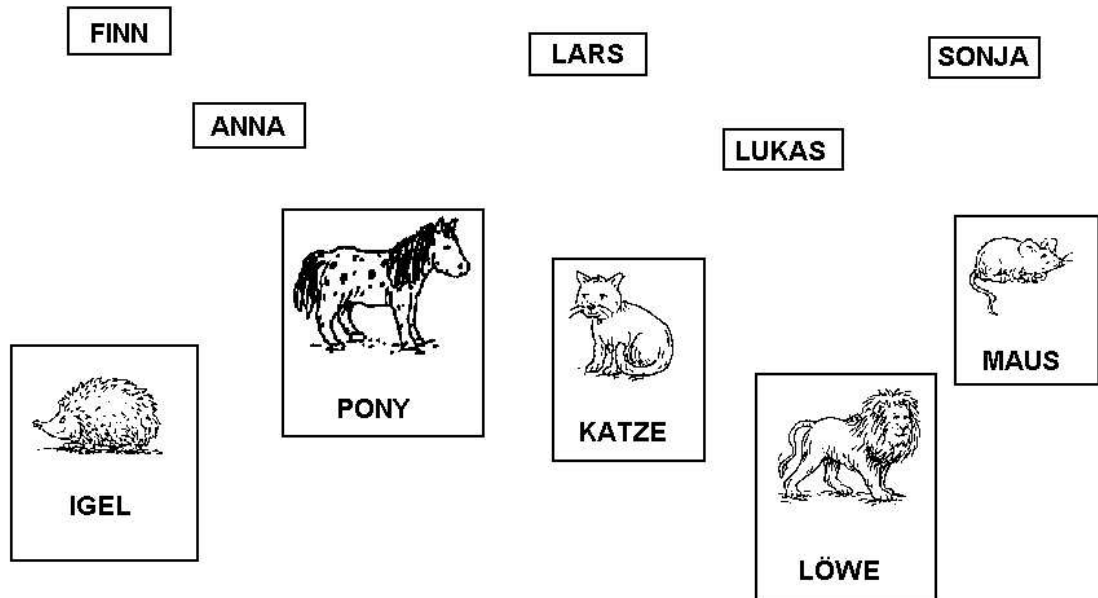 FINN
LARS
SONJA
ANNA
LUKAS
MAUS
PONY
KATZE
IGEL
LÖWE